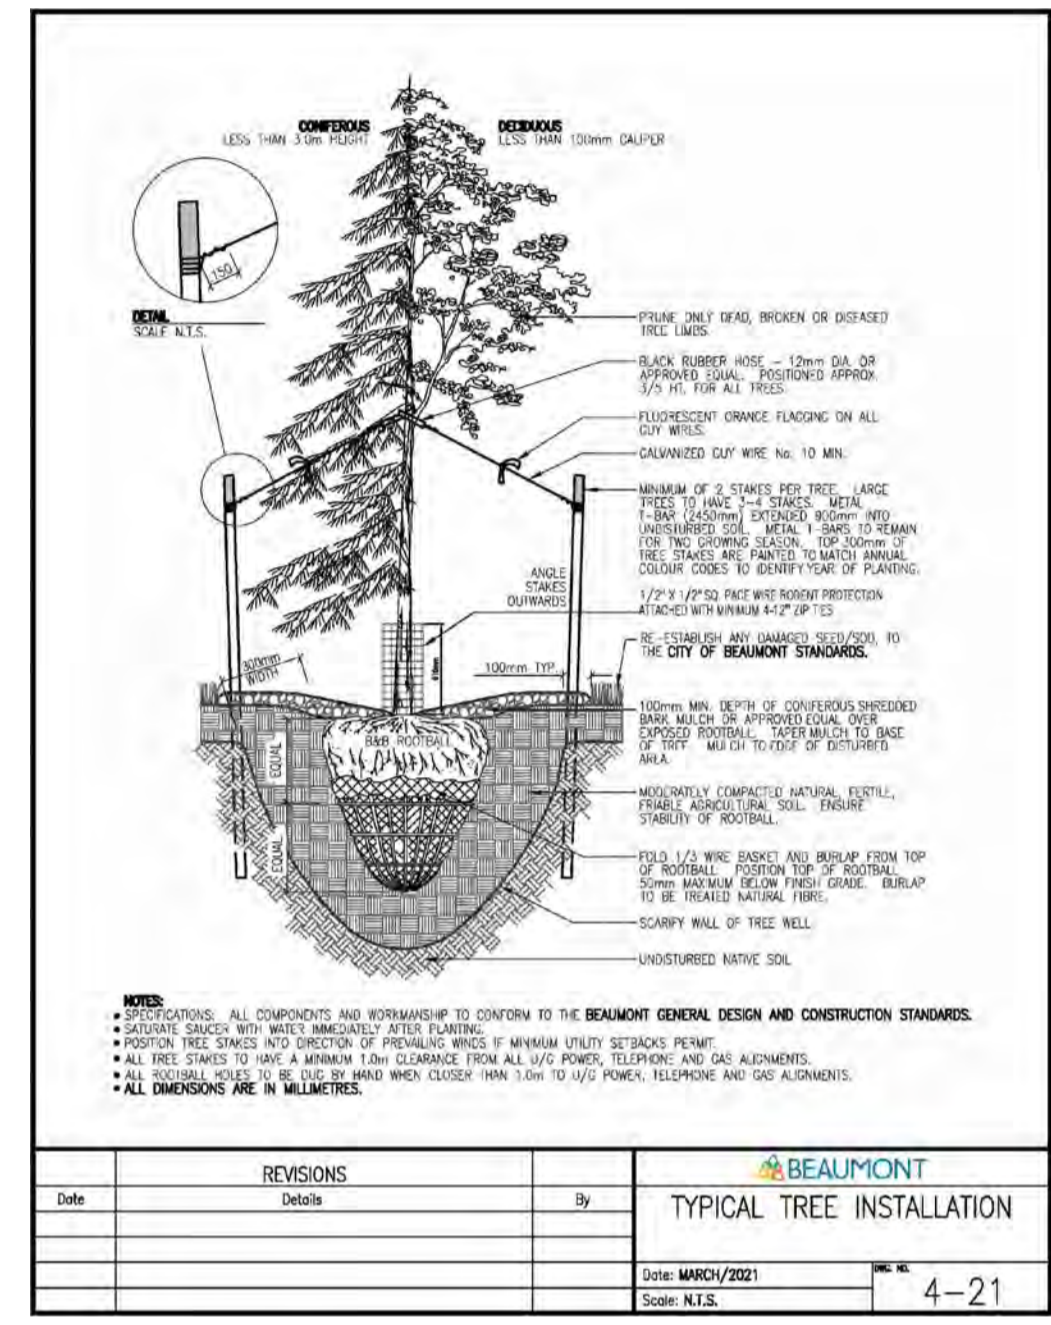 CONIFEROUS
LESS THAN 3.0m HEIGHT
DECIDUOUS
LESS THAN 100mm CALIPER
150
DETAIL
SCALE N.T.S.
PRUNE ONLY DEAD, BROKEN OR DISEASED
TREE LIMBS.
BLACK RUBBER HOSE – 12mm DIA. OR
APPROVED EQUAL. POSITIONED APPROX.
3/5 HT. FOR ALL TREES.
FLUORESCENT ORANGE FLAGGING ON ALL
GUY WIRES.
GALVANIZED GUY WIRE No. 10 MIN.
MINIMUM OF 2 STAKES PER TREE. LARGE
TREES TO HAVE 3-4 STAKES. METAL
T-BAR (2450mm) EXTENDED 900mm INTO
UNDISTURBED SOIL. METAL T-BARS TO REMAIN
FOR TWO GROWING SEASON. TOP 300mm OF
TREE STAKES ARE PAINTED TO MATCH ANNUAL
COLOUR CODES TO IDENTIFY YEAR OF PLANTING.
ANGLE
STAKES
OUTWARDS
1/2" X 1/2" SQ. PAGE WIRE RODENT PROTECTION
ATTACHED WITH MINIMUM 4-12" ZIP TIES
RE-ESTABLISH ANY DAMAGED SEED/SOD, TO
THE CITY OF BEAUMONT STANDARDS.
300mm
WIDTH
100mm TYP.
100mm MIN. DEPTH OF CONIFEROUS SHREDDED
BARK MULCH OR APPROVED EQUAL OVER
EXPOSED ROOTBALL. TAPER MULCH TO BASE
OF TREE. MULCH TO EDGE OF DISTURBED
AREA.
B&B ROOTBALL
EQUAL
EQUAL
MODERATELY COMPACTED NATURAL, FERTILE,
FRIABLE AGRICULTURAL SOIL. ENSURE
STABILITY OF ROOTBALL.
FOLD 1/3 WIRE BASKET AND BURLAP FROM TOP
OF ROOTBALL. POSITION TOP OF ROOTBALL
50mm MAXIMUM BELOW FINISH GRADE. BURLAP
TO BE TREATED NATURAL FIBRE.
SCARIFY WALL OF TREE WELL
UNDISTURBED NATIVE SOIL
NOTES:
• SPECIFICATIONS: ALL COMPONENTS AND WORKMANSHIP TO CONFORM TO THE BEAUMONT GENERAL DESIGN AND CONSTRUCTION STANDARDS.
• SATURATE SAUCER WITH WATER IMMEDIATELY AFTER PLANTING.
• POSITION TREE STAKES INTO DIRECTION OF PREVAILING WINDS IF MINIMUM UTILITY SETBACKS PERMIT.
• ALL TREE STAKES TO HAVE A MINIMUM 1.0m CLEARANCE FROM ALL U/G POWER, TELEPHONE AND GAS ALIGNMENTS.
• ALL ROOTBALL HOLES TO BE DUG BY HAND WHEN CLOSER THAN 1.0m TO U/G POWER, TELEPHONE AND GAS ALIGNMENTS.
• ALL DIMENSIONS ARE IN MILLIMETRES.
REVISIONS
Date Details By
BEAUMONT
TYPICAL TREE INSTALLATION
Date: MARCH/2021
Scale: N.T.S.
DWG. NO.
4-21